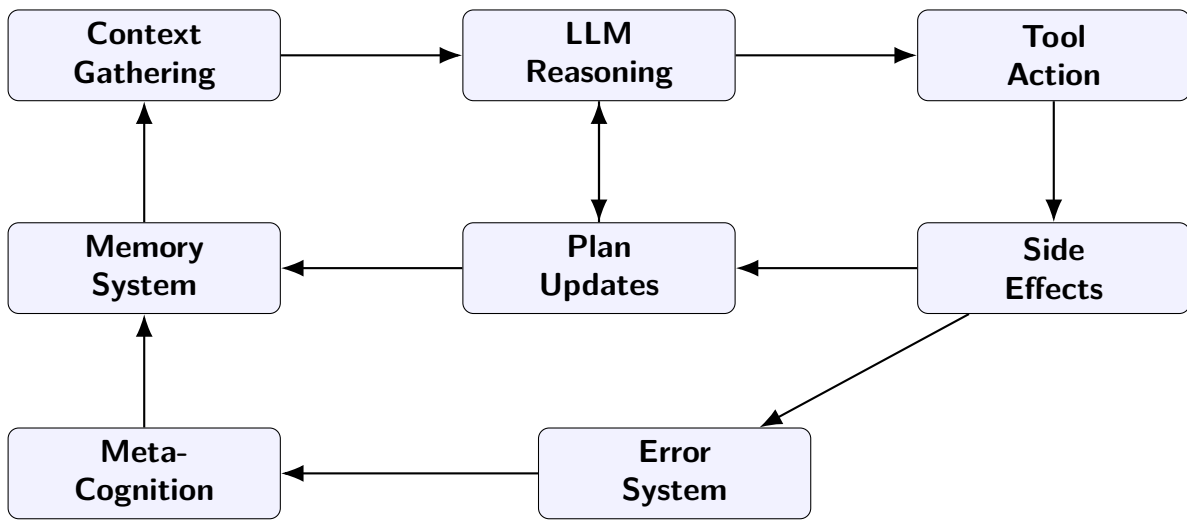 Context
Gathering
LLM
Reasoning
Tool
Action
Memory
System
Plan
Updates
Side
Effects
Meta-
Cognition
Error
System